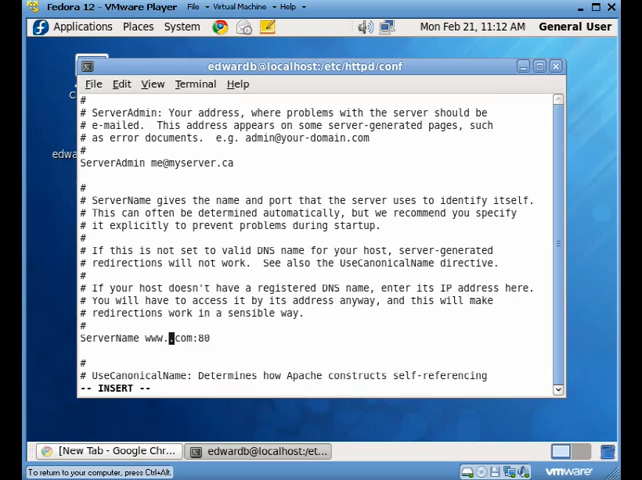 Fedora 12 - VMware Player File Virtual Machine Help
Applications Places System Mon Feb 21, 11:12 AM General User
edwardb@localhost:/etc/httpd/conf
File Edit View Terminal Help
#
# ServerAdmin: Your address, where problems with the server should be
# e-mailed. This address appears on some server-generated pages, such
# as error documents. e.g. admin@your-domain.com
#
ServerAdmin me@myserver.ca
#
# ServerName gives the name and port that the server uses to identify itself.
# This can often be determined automatically, but we recommend you specify
# it explicitly to prevent problems during startup.
#
# If this is not set to valid DNS name for your host, server-generated
# redirections will not work. See also the UseCanonicalName directive.
#
# If your host doesn't have a registered DNS name, enter its IP address here.
# You will have to access it by its address anyway, and this will make
# redirections work in a sensible way.
#
ServerName www..com:80
#
# UseCanonicalName: Determines how Apache constructs self-referencing
-- INSERT --
[New Tab - Google Chr... edwardb@localhost:/et...
To return to your computer, press Ctrl+Alt. vmware